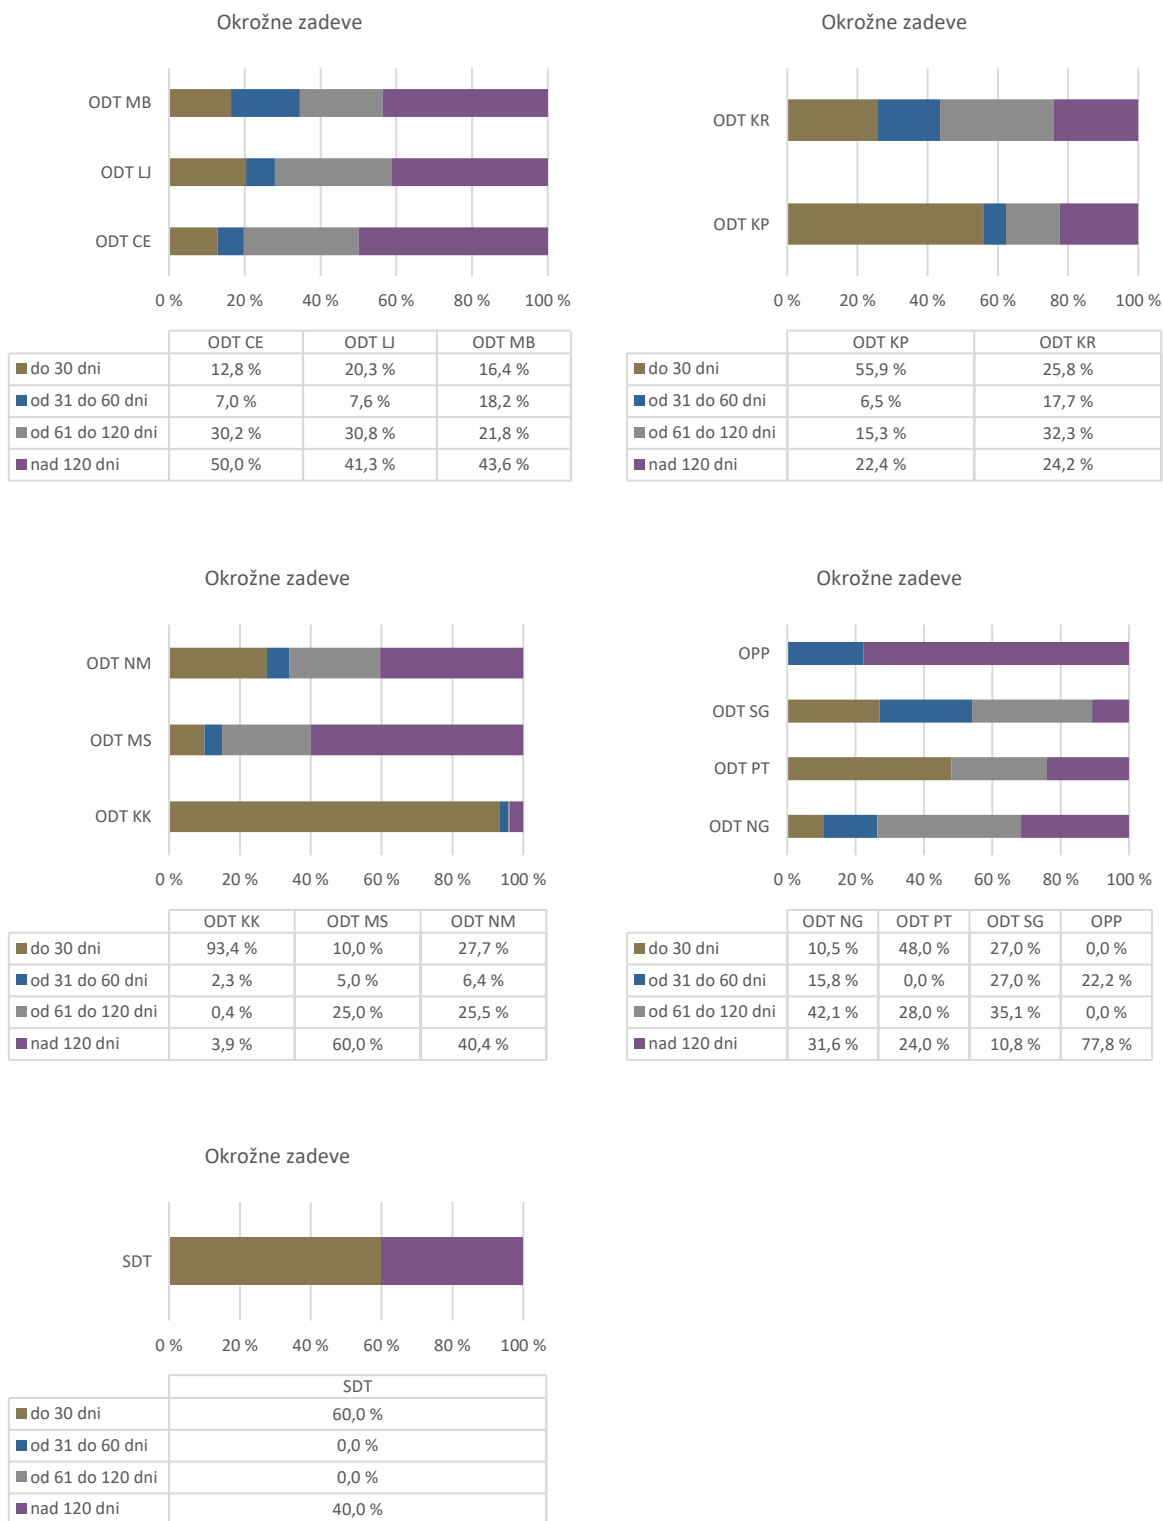 Okrožne zadeve
ODT MB
ODT LJ
ODT CE
0 % 20 % 40 % 60 % 80 % 100 %
ODT CE ODT LJ ODT MB
do 30 dni 12,8 % 20,3 % 16,4 %
od 31 do 60 dni 7,0 % 7,6 % 18,2 %
od 61 do 120 dni 30,2 % 30,8 % 21,8 %
nad 120 dni 50,0 % 41,3 % 43,6 %
Okrožne zadeve
ODT KR
ODT KP
0 % 20 % 40 % 60 % 80 % 100 %
ODT KP ODT KR
do 30 dni 55,9 % 25,8 %
od 31 do 60 dni 6,5 % 17,7 %
od 61 do 120 dni 15,3 % 32,3 %
nad 120 dni 22,4 % 24,2 %
Okrožne zadeve
ODT NM
ODT MS
ODT KK
0 % 20 % 40 % 60 % 80 % 100 %
ODT KK ODT MS ODT NM
do 30 dni 93,4 % 10,0 % 27,7 %
od 31 do 60 dni 2,3 % 5,0 % 6,4 %
od 61 do 120 dni 0,4 % 25,0 % 25,5 %
nad 120 dni 3,9 % 60,0 % 40,4 %
Okrožne zadeve
OPP
ODT SG
ODT PT
ODT NG
0 % 20 % 40 % 60 % 80 % 100 %
ODT NG ODT PT ODT SG OPP
do 30 dni 10,5 % 48,0 % 27,0 % 0,0 %
od 31 do 60 dni 15,8 % 0,0 % 27,0 % 22,2 %
od 61 do 120 dni 42,1 % 28,0 % 35,1 % 0,0 %
nad 120 dni 31,6 % 24,0 % 10,8 % 77,8 %
Okrožne zadeve
SDT
0 % 20 % 40 % 60 % 80 % 100 %
SDT
do 30 dni 60,0 %
od 31 do 60 dni 0,0 %
od 61 do 120 dni 0,0 %
nad 120 dni 40,0 %